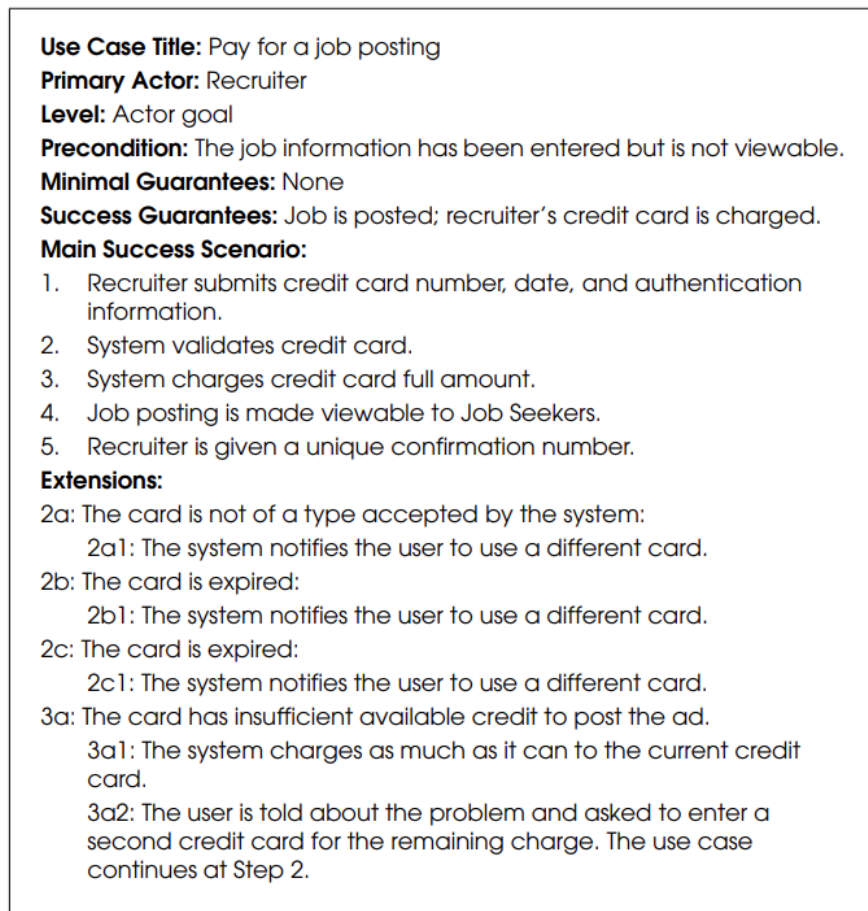 Use Case Title: Pay for a job posting
Primary Actor: Recruiter
Level: Actor goal
Precondition: The job information has been entered but is not viewable.
Minimal Guarantees: None
Success Guarantees: Job is posted; recruiter's credit card is charged.
Main Success Scenario:
1. Recruiter submits credit card number, date, and authentication
information.
2. System validates credit card.
3. System charges credit card full amount.
4. Job posting is made viewable to Job Seekers.
5. Recruiter is given a unique confirmation number.
Extensions:
2a: The card is not of a type accepted by the system:
2a1: The system notifies the user to use a different card.
2b: The card is expired:
2b1: The system notifies the user to use a different card.
2c: The card is expired:
2c1: The system notifies the user to use a different card.
3a: The card has insufficient available credit to post the ad.
3a1: The system charges as much as it can to the current credit
card.
3a2: The user is told about the problem and asked to enter a
second credit card for the remaining charge. The use case
continues at Step 2.